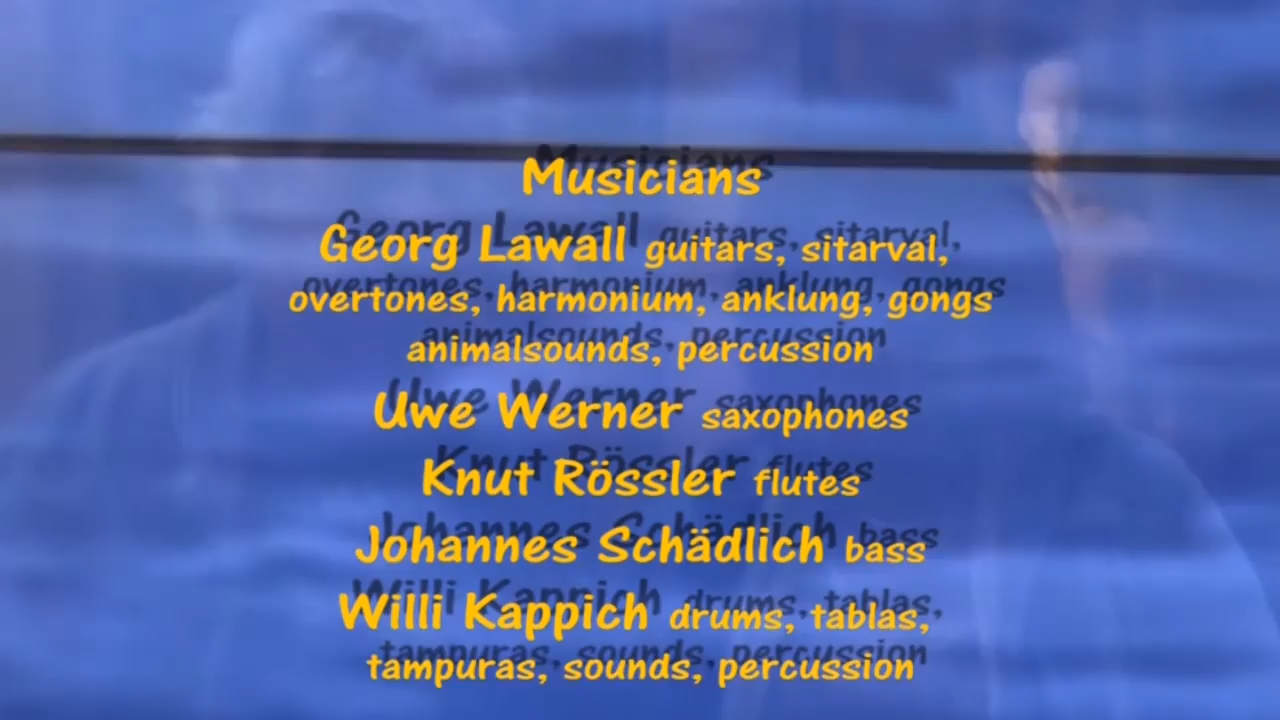 Musicians
Georg Lawall guitars, sitarval,
overtones, harmonium, anklung, gongs
animalsounds, percussion
Uwe Werner saxophones
Knut Rössler flutes
Johannes Schädlich bass
Willi Kappich drums, tablas,
tampuras, sounds, percussion